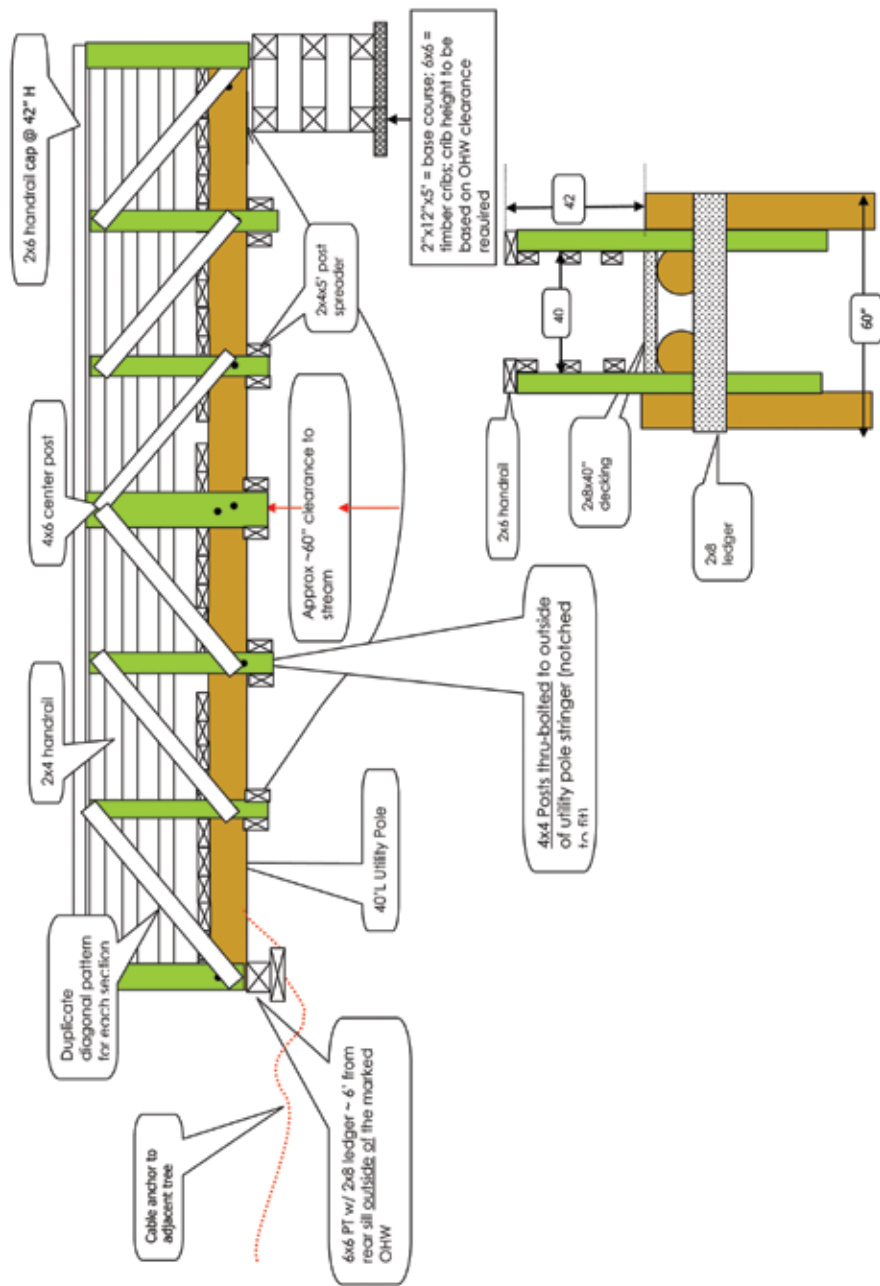 2x6 handrail cap @ 42" H
4x6 center post
2x4 handrail
Duplicate
diagonal pattern
for each section
Cable anchor to
adjacent tree
6x6 PT w/ 2x8 ledger ~ 6' from
rear sill outside of the marked
OHW
40'L Utility Pole
Approx ~60" clearance to
stream
2x4x5' post
spreader
2"x12"x5' = base course; 6x6 =
timber cribs; crib height to be
based on OHW clearance
required
4x4 Posts thru-bolted to outside
of utility pole stringer (notched
to fit)
2x6 handrail
2x8x40"
decking
2x8
ledger
42
40
60"